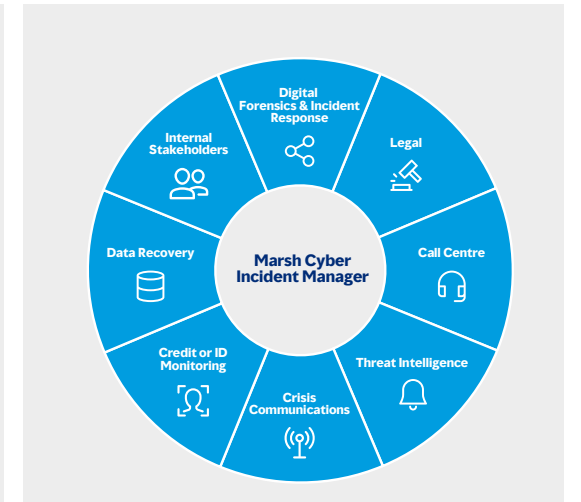 Digital
Forensics & Incident
Response
Legal
Call Centre
Threat Intelligence
Crisis
Communications
Credit or ID
Monitoring
Data Recovery
Internal
Stakeholders
Marsh Cyber
Incident Manager